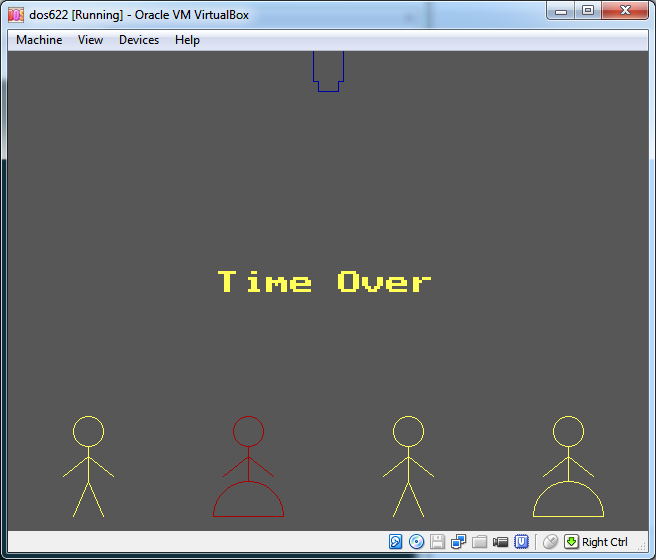 dos622 [Running] - Oracle VM VirtualBox
Machine View Devices Help
Time Over
Right Ctrl